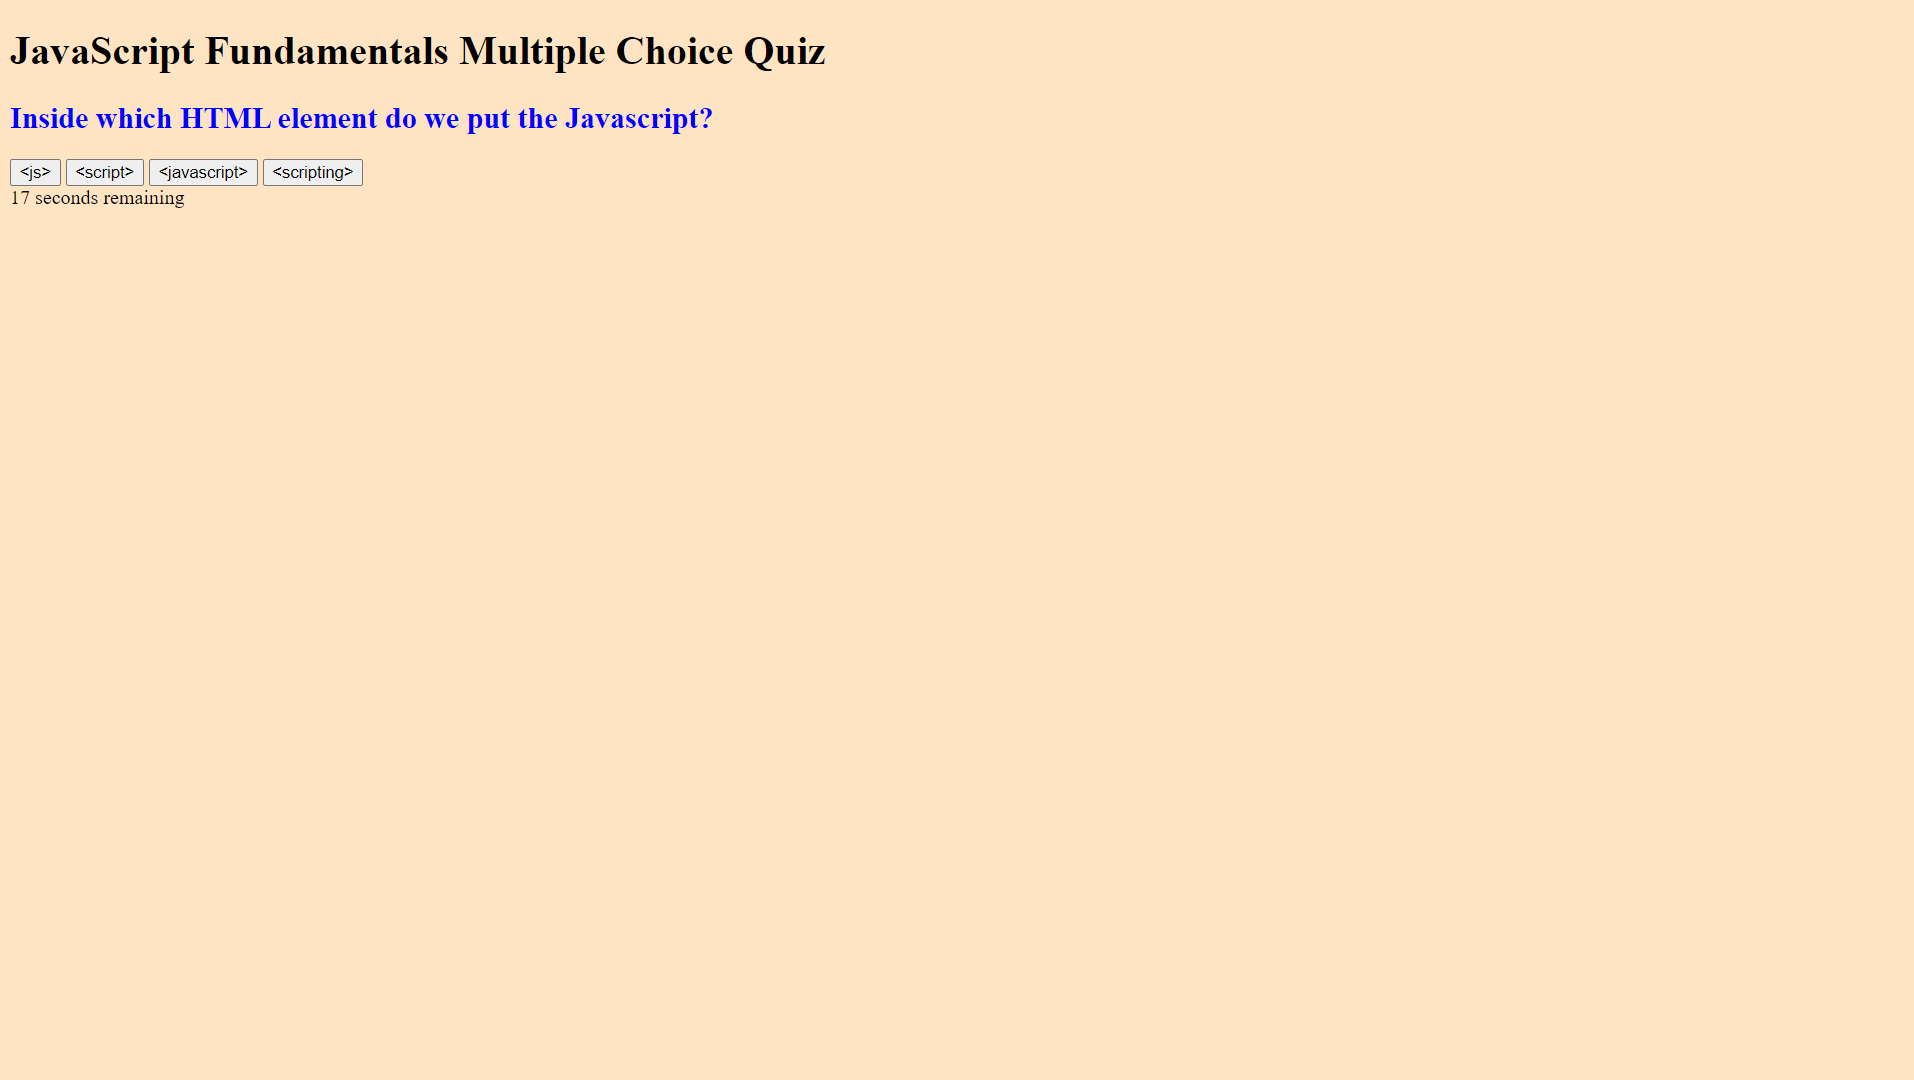 JavaScript Fundamentals Multiple Choice Quiz
Inside which HTML element do we put the Javascript?
<js> <script> <javascript> <scripting>
17 seconds remaining